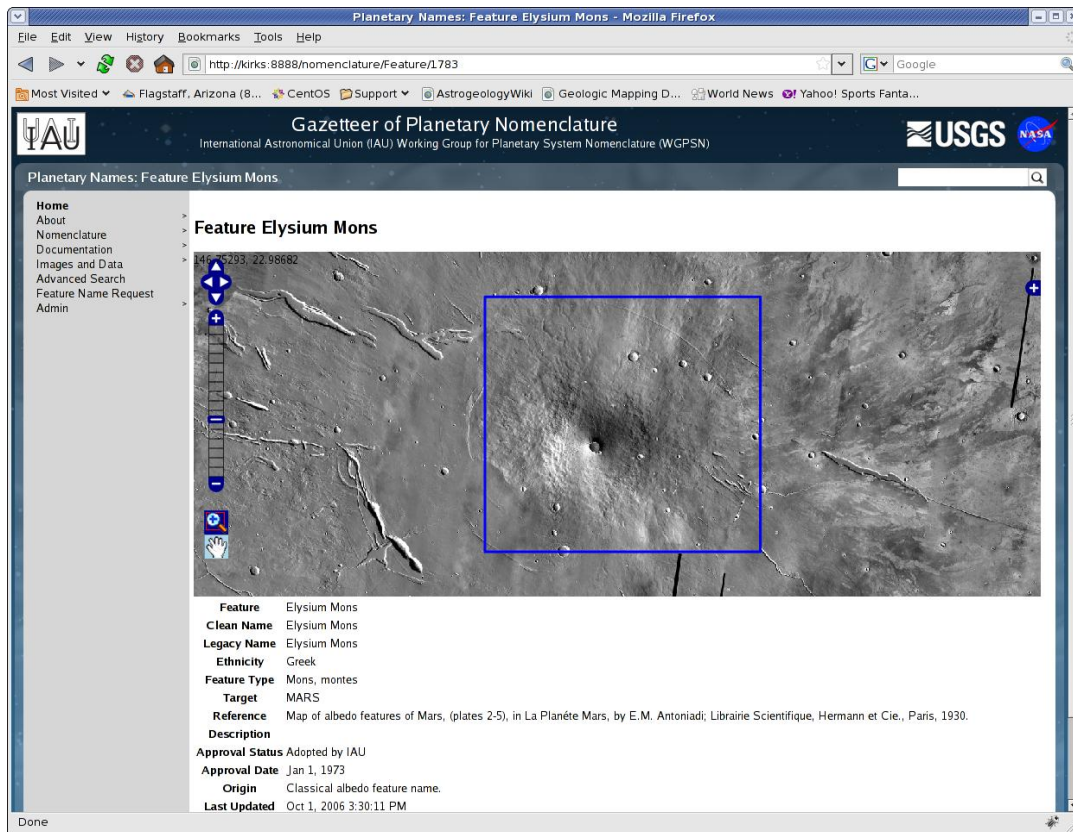 Planetary Names: Feature Elysium Mons - Mozilla Firefox
File Edit View History Bookmarks Tools Help
http://kirks:8888/nomenclature/Feature/1783
G Google
Most Visited Flagstaff, Arizona (8... CentOS Support AstrogeologyWiki Geologic Mapping D... World News Yahoo! Sports Fanta...
IAU
Gazetteer of Planetary Nomenclature
International Astronomical Union (IAU) Working Group for Planetary System Nomenclature (WGPSN)
USGS
NASA
Planetary Names: Feature Elysium Mons
Home
About >
Nomenclature >
Documentation >
Images and Data >
Advanced Search
Feature Name Request
Admin >
Feature Elysium Mons
22.98682
Feature Elysium Mons
Clean Name Elysium Mons
Legacy Name Elysium Mons
Ethnicity Greek
Feature Type Mons, montes
Target MARS
Reference Map of albedo features of Mars, (plates 2-5), in La Planéte Mars, by E.M. Antoniadi; Librairie Scientifique, Hermann et Cie., Paris, 1930.
Description
Approval Status Adopted by IAU
Approval Date Jan 1, 1973
Origin Classical albedo feature name.
Last Updated Oct 1, 2006 3:30:11 PM
Done